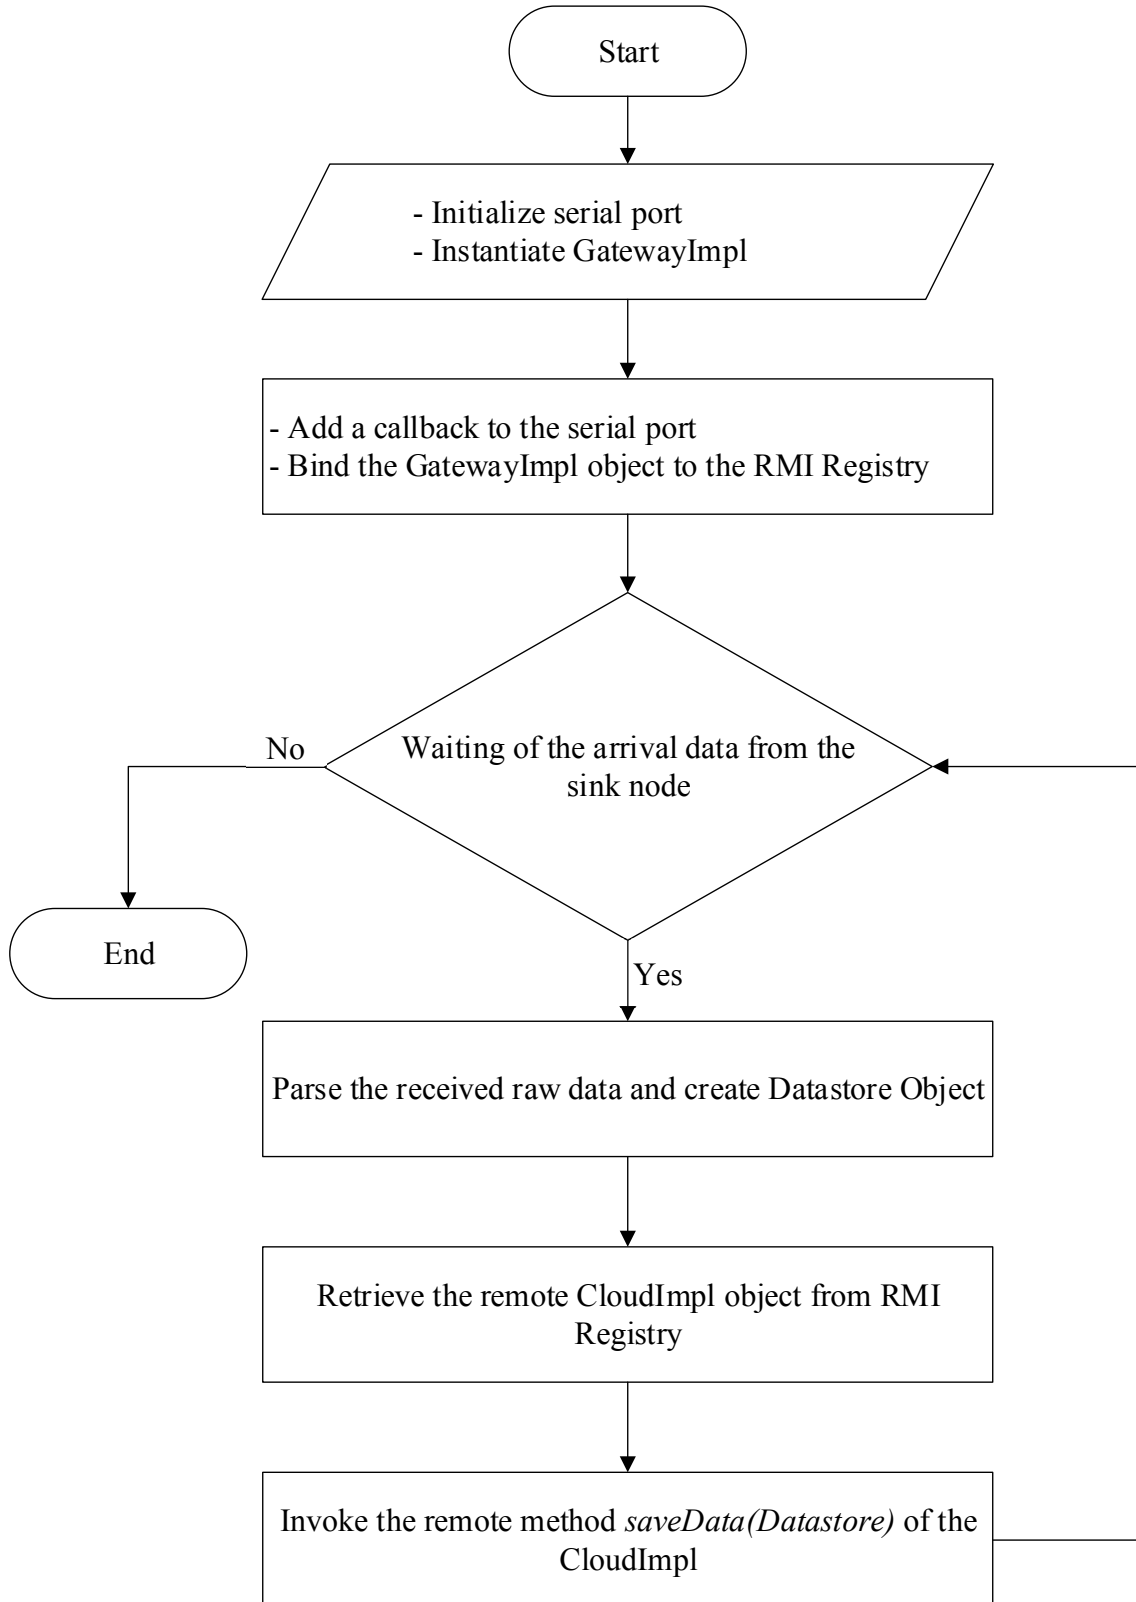 Start
- Initialize serial port
- Instantiate GatewayImpl
- Add a callback to the serial port
- Bind the GatewayImpl object to the RMI Registry
No
Waiting of the arrival data from the
sink node
End
Yes
Parse the received raw data and create Datastore Object
Retrieve the remote CloudImpl object from RMI
Registry
Invoke the remote method saveData(Datastore) of the
CloudImpl